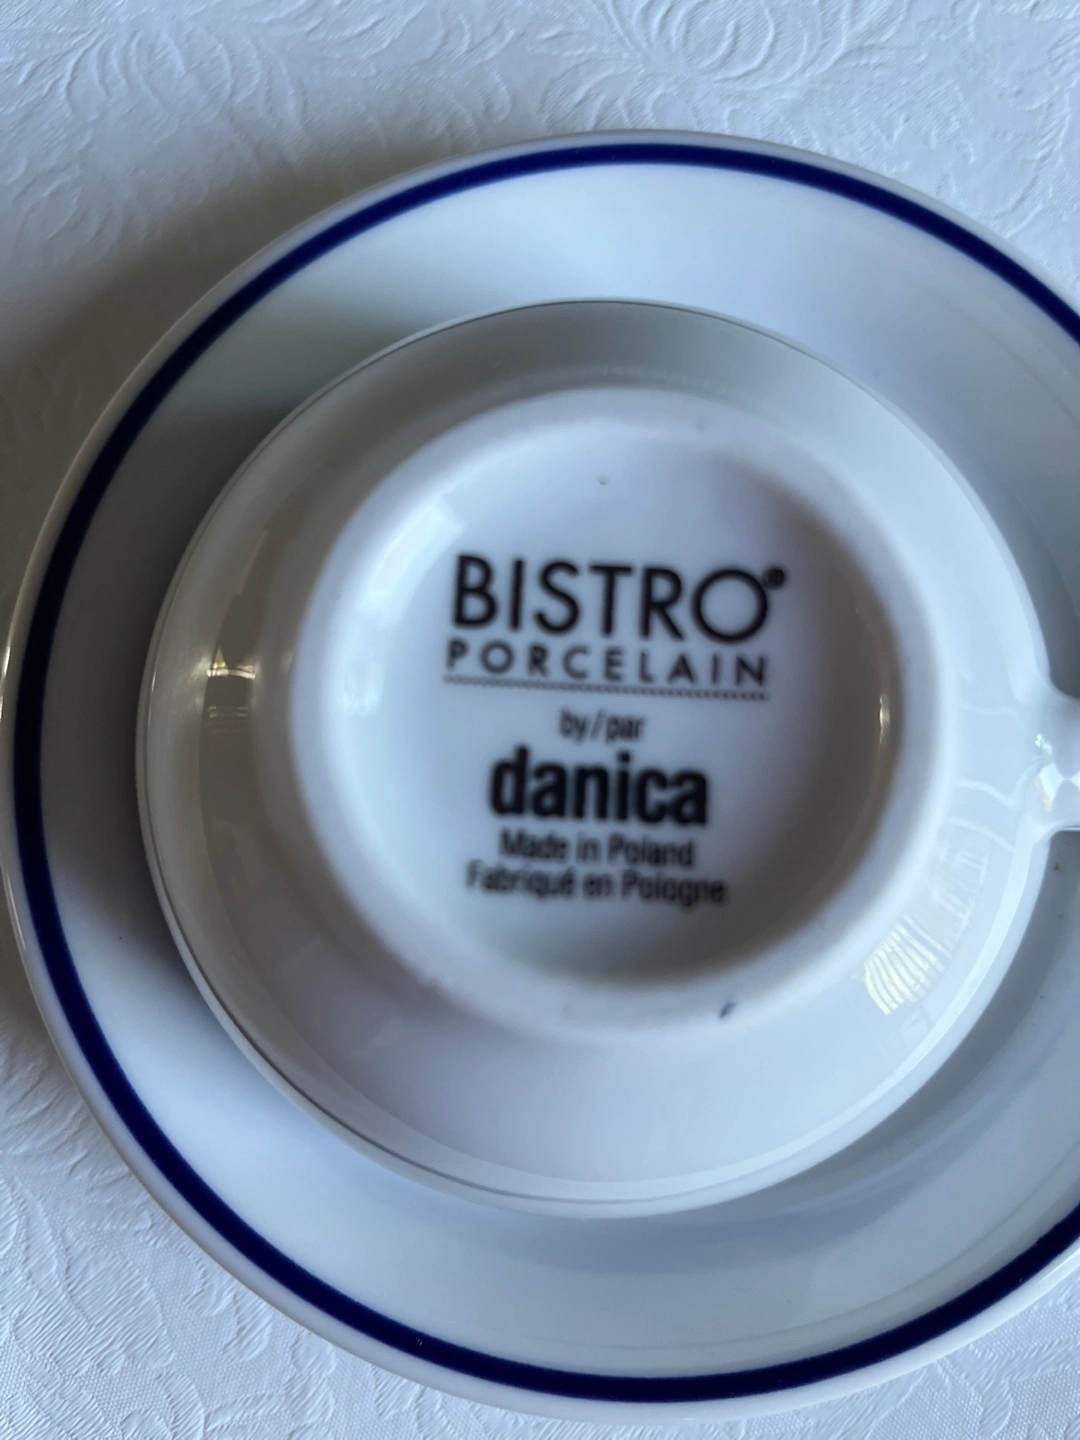 BISTRO®
PORCELAIN
by/par
danica
Made in Poland
Fabriqué en Pologne